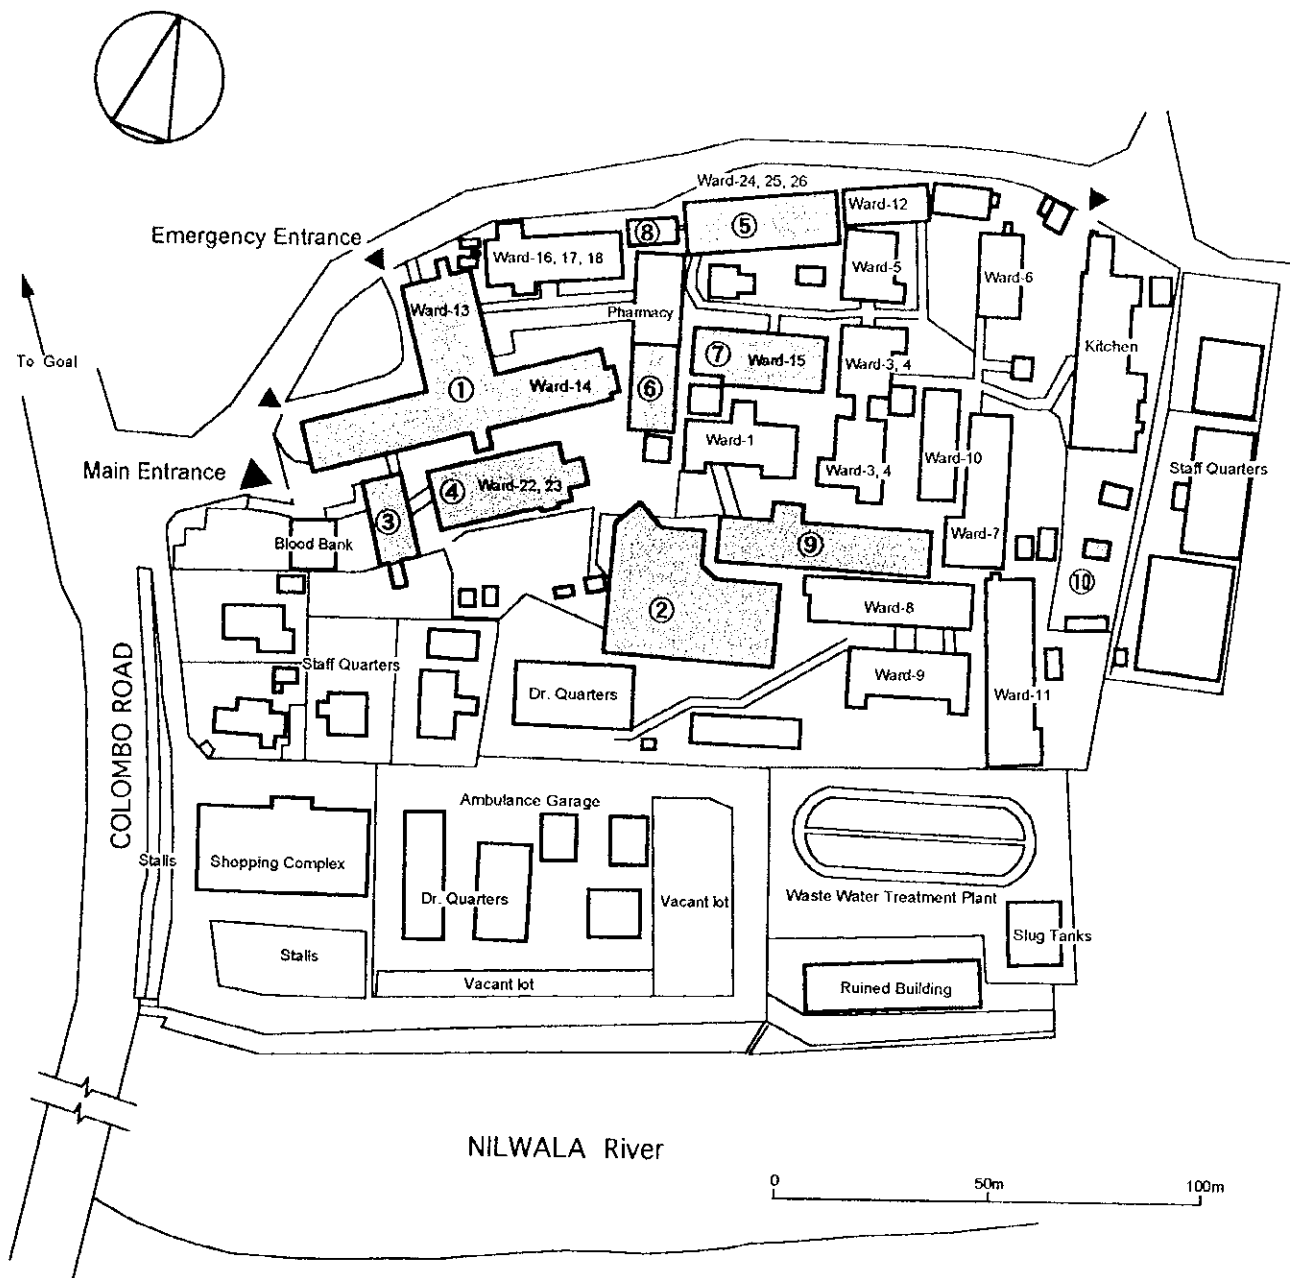 Ward-24, 25, 26
Ward-12
⑤
⑧
Emergency Entrance
Ward-16, 17, 18
Ward-5
Ward-6
Ward-13
Pharmacy
Kitchen
To Goal
⑦
Ward-15
Ward-3, 4
①
Ward-14
⑥
Main Entrance
Ward-1
Ward-3, 4
Ward-10
Staff Quarters
④
Ward-22, 23
③
Blood Bank
⑨
Ward-7
⑩
②
Ward-8
Staff Quarters
Dr. Quarters
Ward-9
Ward-11
COLOMBO ROAD
Ambulance Garage
Stalls
Shopping Complex
Dr. Quarters
Vacant lot
Waste Water Treatment Plant
Slug Tanks
Stalls
Vacant lot
Ruined Building
NILWALA River
0
50m
100m